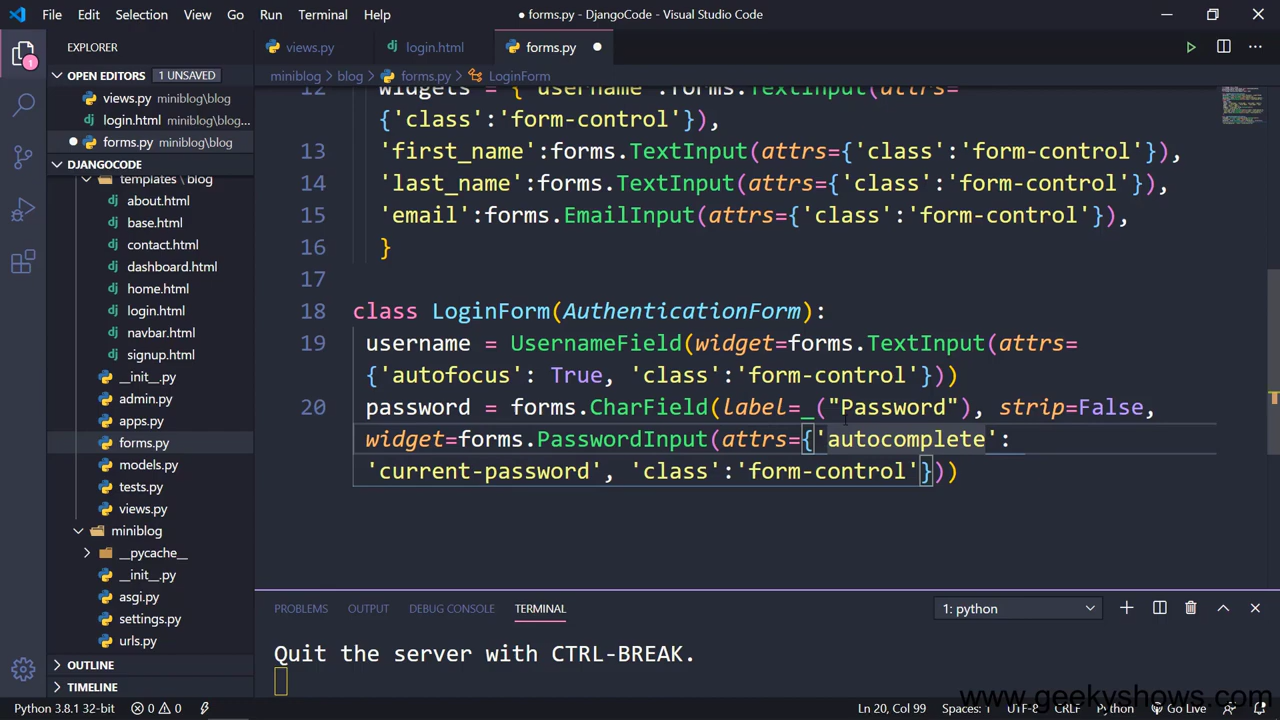 File Edit Selection View Go Run Terminal Help
● forms.py - DjangoCode - Visual Studio Code
EXPLORER
views.py login.html forms.py
OPEN EDITORS 1 UNSAVED
miniblog > blog > forms.py > LoginForm
views.py miniblog\blog
login.html miniblog\blog...
forms.py miniblog\blog
DJANGOCODE
templates \ blog
about.html
base.html
contact.html
dashboard.html
home.html
login.html
navbar.html
signup.html
__init__.py
admin.py
apps.py
forms.py
models.py
tests.py
views.py
miniblog
__pycache__
__init__.py
asgi.py
settings.py
urls.py
OUTLINE
TIMELINE
12 widgets = { 'username':forms.TextInput(attrs=
{'class':'form-control'}),
13 'first_name':forms.TextInput(attrs={'class':'form-control'}),
14 'last_name':forms.TextInput(attrs={'class':'form-control'}),
15 'email':forms.EmailInput(attrs={'class':'form-control'}),
16 }
17
18 class LoginForm(AuthenticationForm):
19 username = UsernameField(widget=forms.TextInput(attrs=
{'autofocus': True, 'class':'form-control'}))
20 password = forms.CharField(label=_("Password"), strip=False,
widget=forms.PasswordInput(attrs={'autocomplete':
'current-password', 'class':'form-control'}))
PROBLEMS OUTPUT DEBUG CONSOLE TERMINAL 1: python
Quit the server with CTRL-BREAK.
www.geekyshows.com
Python 3.8.1 32-bit 0 0 Ln 20, Col 99 Spaces: 1 UTF-8 CRLF Python Go Live